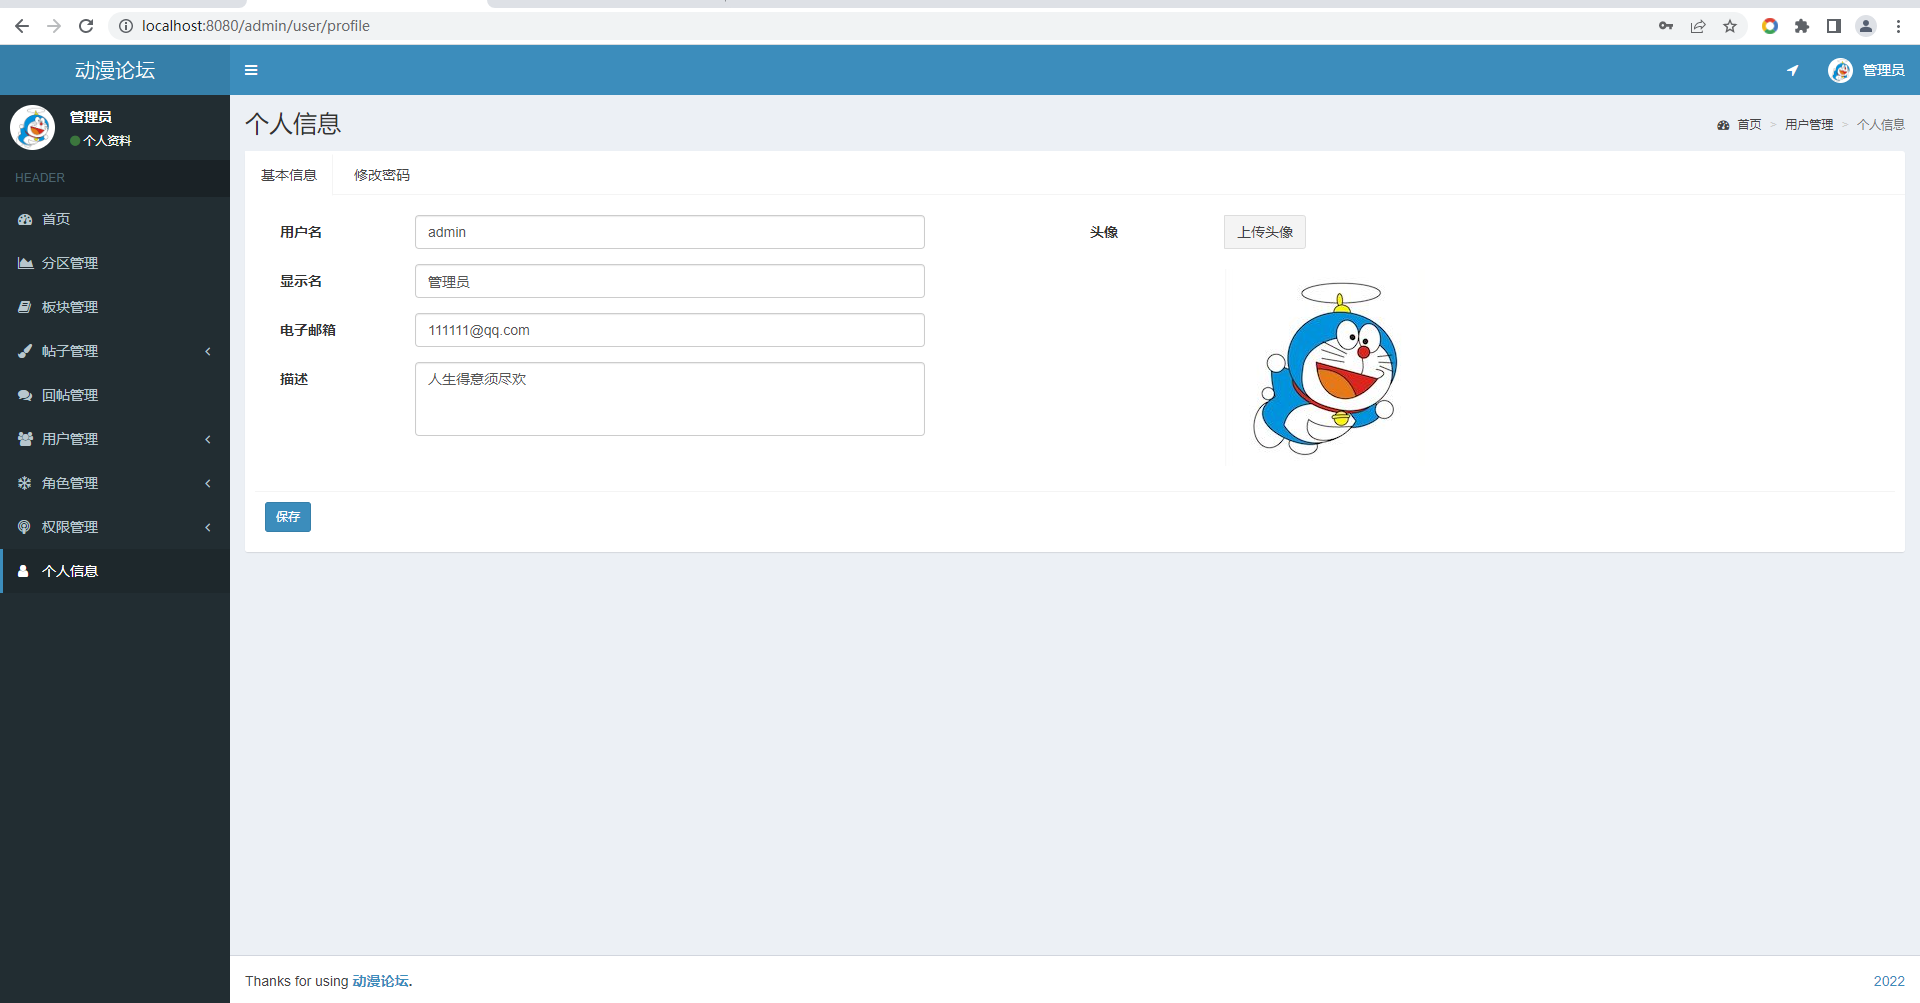 localhost:8080/admin/user/profile
动漫论坛
管理员
管理员
个人资料
HEADER
首页
分区管理
板块管理
帖子管理
回帖管理
用户管理
角色管理
权限管理
个人信息
个人信息
首页 > 用户管理 > 个人信息
基本信息 修改密码
用户名 admin
头像 上传头像
显示名 管理员
电子邮箱 111111@qq.com
描述 人生得意须尽欢
保存
Thanks for using 动漫论坛.
2022